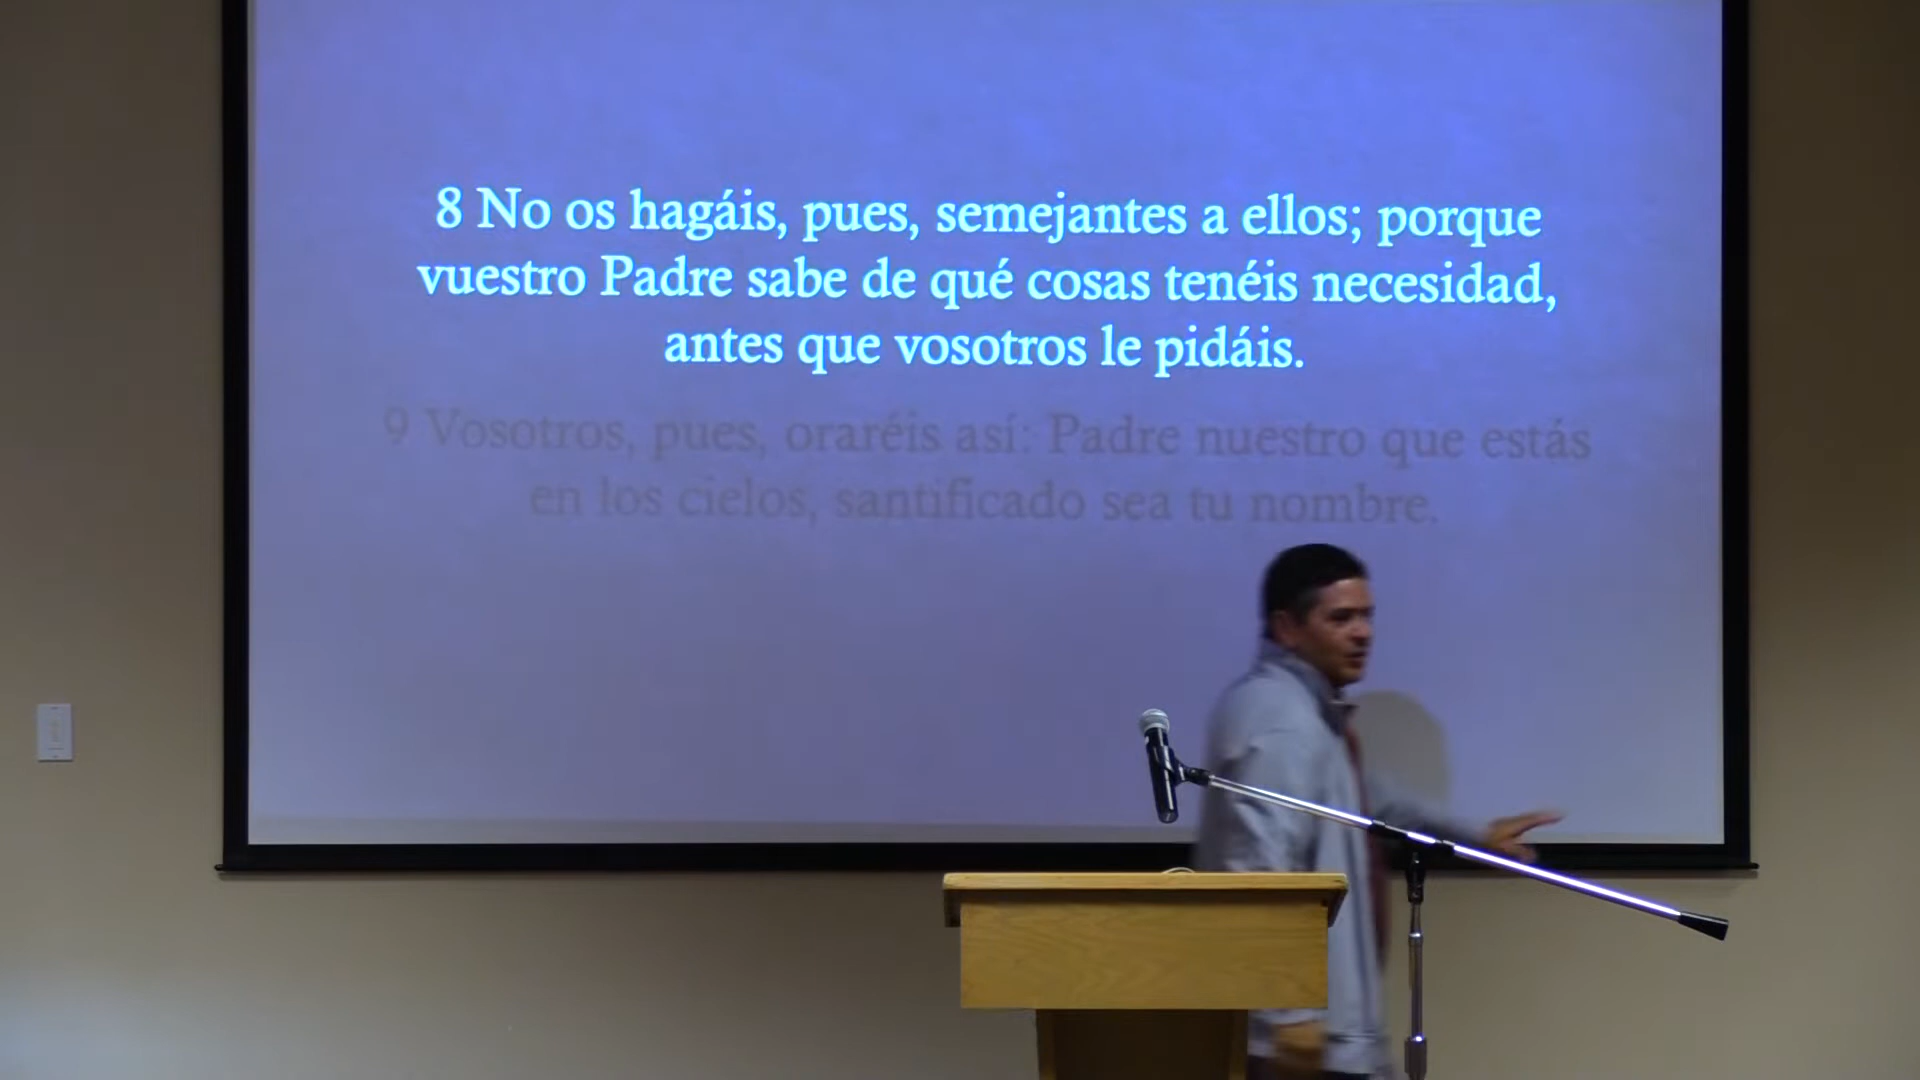 8 No os hagáis, pues, semejantes a ellos; porque
vuestro Padre sabe de qué cosas tenéis necesidad,
antes que vosotros le pidáis.
9 Vosotros, pues, oraréis así: Padre nuestro que estás
en los cielos, santificado sea tu nombre.